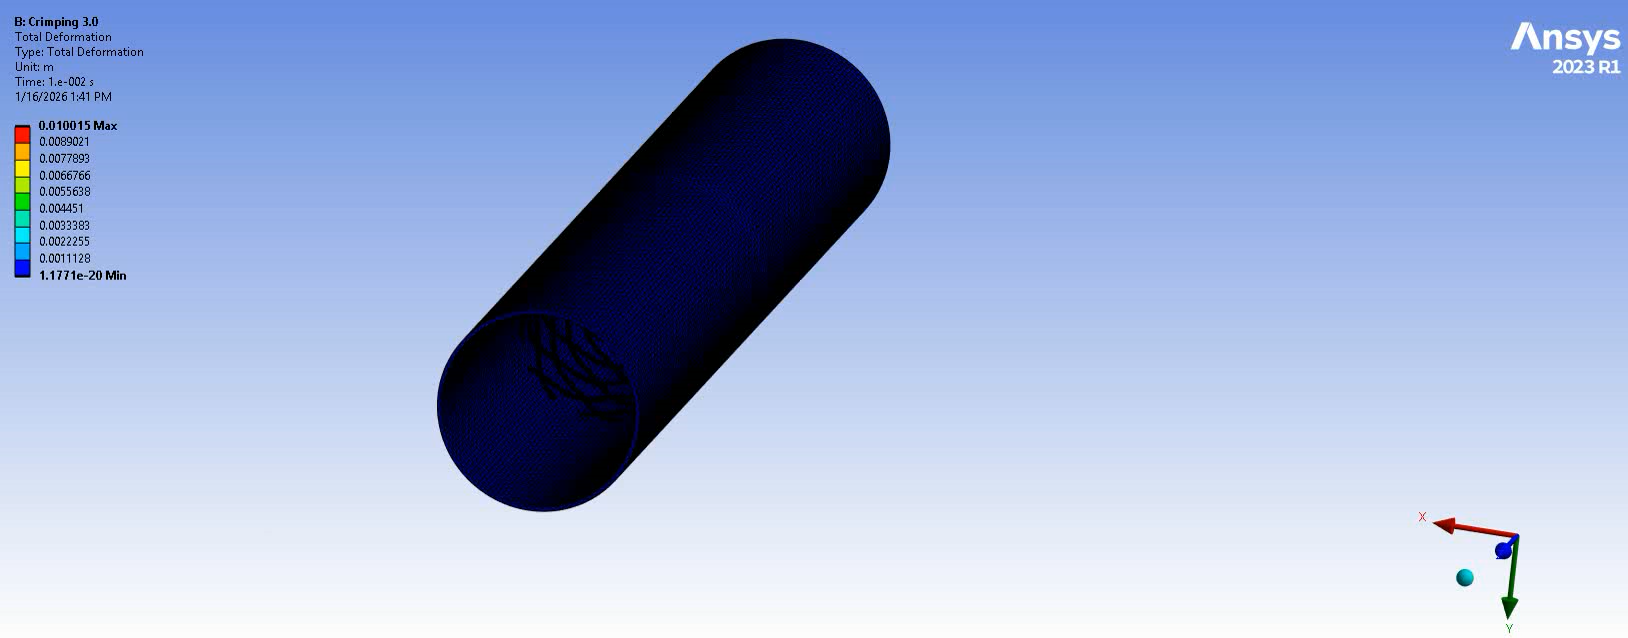 B: Crimping 3.0
Total Deformation
Type: Total Deformation
Unit: m
Time: 1.e-002 s
1/16/2026 1:41 PM
0.010015 Max
0.0089021
0.0077893
0.0066766
0.0055638
0.004451
0.0033383
0.0022255
0.0011128
1.1771e-20 Min
Ansys
2023 R1
X
Y